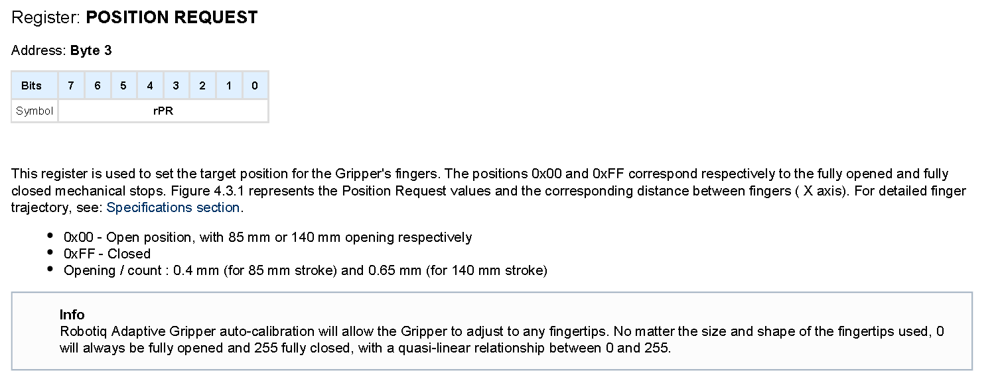 Register: POSITION REQUEST
Address: Byte 3
Bits 7 6 5 4 3 2 1 0
Symbol rPR
This register is used to set the target position for the Gripper's fingers. The positions 0x00 and 0xFF correspond respectively to the fully opened and fully
closed mechanical stops. Figure 4.3.1 represents the Position Request values and the corresponding distance between fingers ( X axis). For detailed finger
trajectory, see: Specifications section.
• 0x00 - Open position, with 85 mm or 140 mm opening respectively
• 0xFF - Closed
• Opening / count : 0.4 mm (for 85 mm stroke) and 0.65 mm (for 140 mm stroke)
Info
Robotiq Adaptive Gripper auto-calibration will allow the Gripper to adjust to any fingertips. No matter the size and shape of the fingertips used, 0
will always be fully opened and 255 fully closed, with a quasi-linear relationship between 0 and 255.